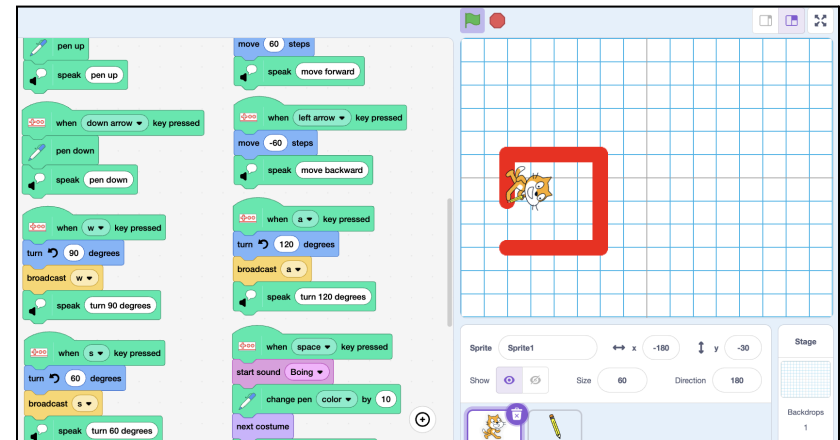 pen up
speak pen up
when down arrow key pressed
pen down
speak pen down
when w key pressed
turn 90 degrees
broadcast w
speak turn 90 degrees
when s key pressed
turn 60 degrees
broadcast s
speak turn 60 degrees
move 60 steps
speak move forward
when left arrow key pressed
move -60 steps
speak move backward
when a key pressed
turn 120 degrees
broadcast a
speak turn 120 degrees
when space key pressed
start sound Boing
change pen color by 10
next costume
Sprite Sprite1 x -180 y -30
Show Size 60 Direction 180
Stage
Backdrops
1